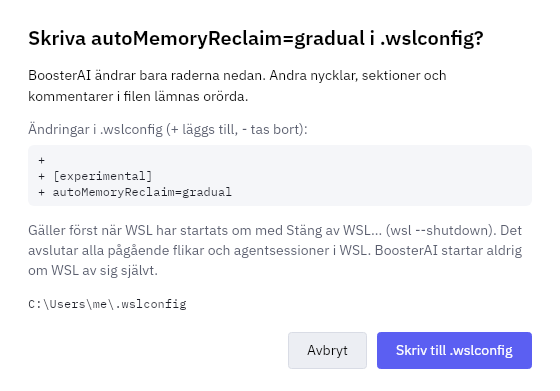 Skriva autoMemoryReclaim=gradual i .wslconfig?
BoosterAI ändrar bara raderna nedan. Andra nycklar, sektioner och
kommentarer i filen lämnas orörda.
Ändringar i .wslconfig (+ läggs till, - tas bort):
+
+ [experimental]
+ autoMemoryReclaim=gradual
Gäller först när WSL har startats om med Stäng av WSL... (wsl --shutdown). Det
avslutar alla pågående flikar och agentsessioner i WSL. BoosterAI startar aldrig
om WSL av sig självt.
C:\Users\me\.wslconfig
Avbryt
Skriv till .wslconfig